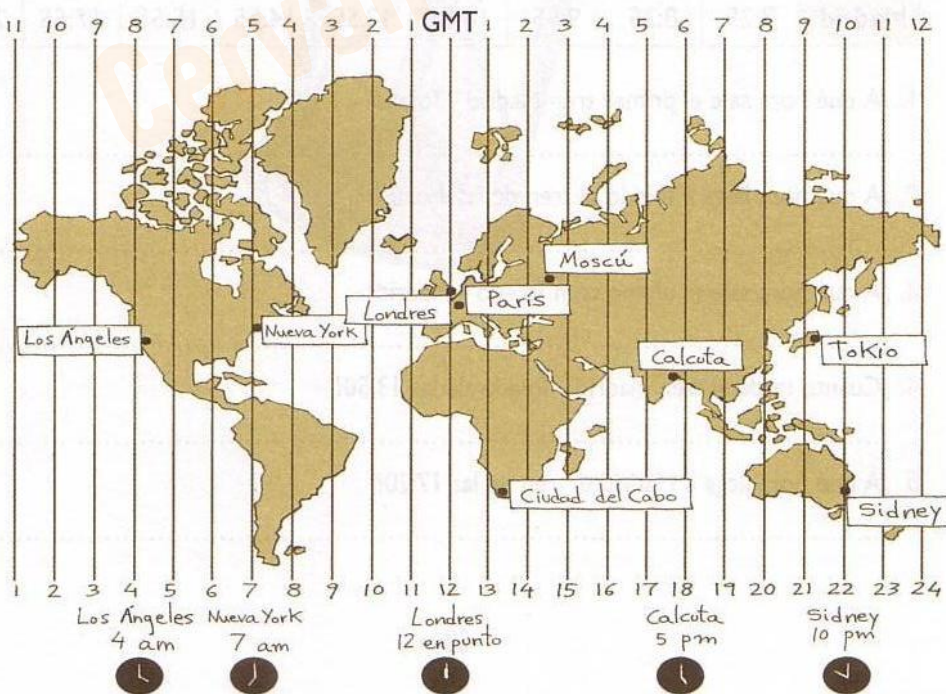 11 10 9 8 7 6 5 4 3 2 1 GMT 1 2 3 4 5 6 7 8 9 10 11 12
Moscú
Londres
París
Los Ángeles
Nueva York
Calcuta
Tokio
Ciudad del Cabo
Sidney
1 2 3 4 5 6 7 8 9 10 11 12 13 14 15 16 17 18 19 20 21 22 23 24
Los Ángeles Nueva York Londres Calcuta Sidney
4 am 7 am 12 en punto 5 pm 10 pm